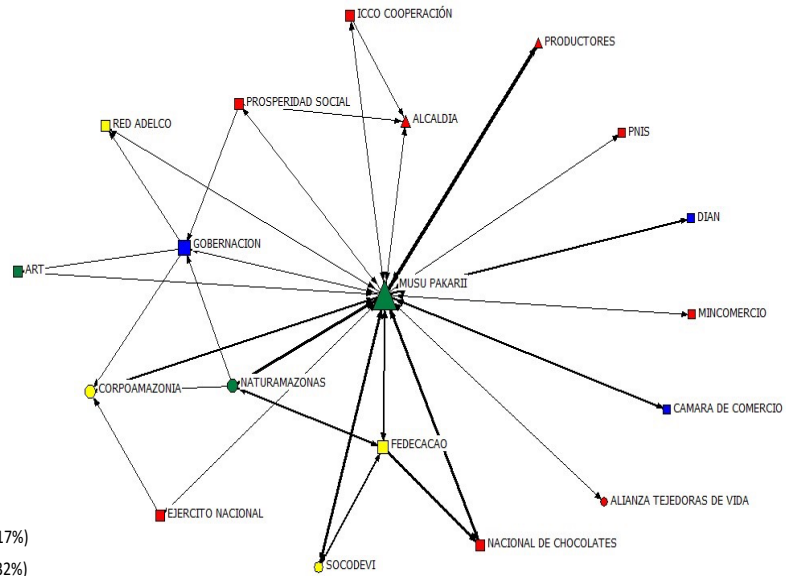 ICCO COOPERACIÓN
PRODUCTORES
PROSPERIDAD SOCIAL
ALCALDIA
RED ADELCO
PNIS
DIAN
GOBERNACION
ART
MUSU PAKARII
MINCOMERCIO
CORPOAMAZONIA
NATURAMAZONAS
CAMARA DE COMERCIO
FEDECACAO
ALIANZA TEJEDORAS DE VIDA
EJERCITO NACIONAL
17%)
NACIONAL DE CHOCOLATES
32%)
SOCODEVI